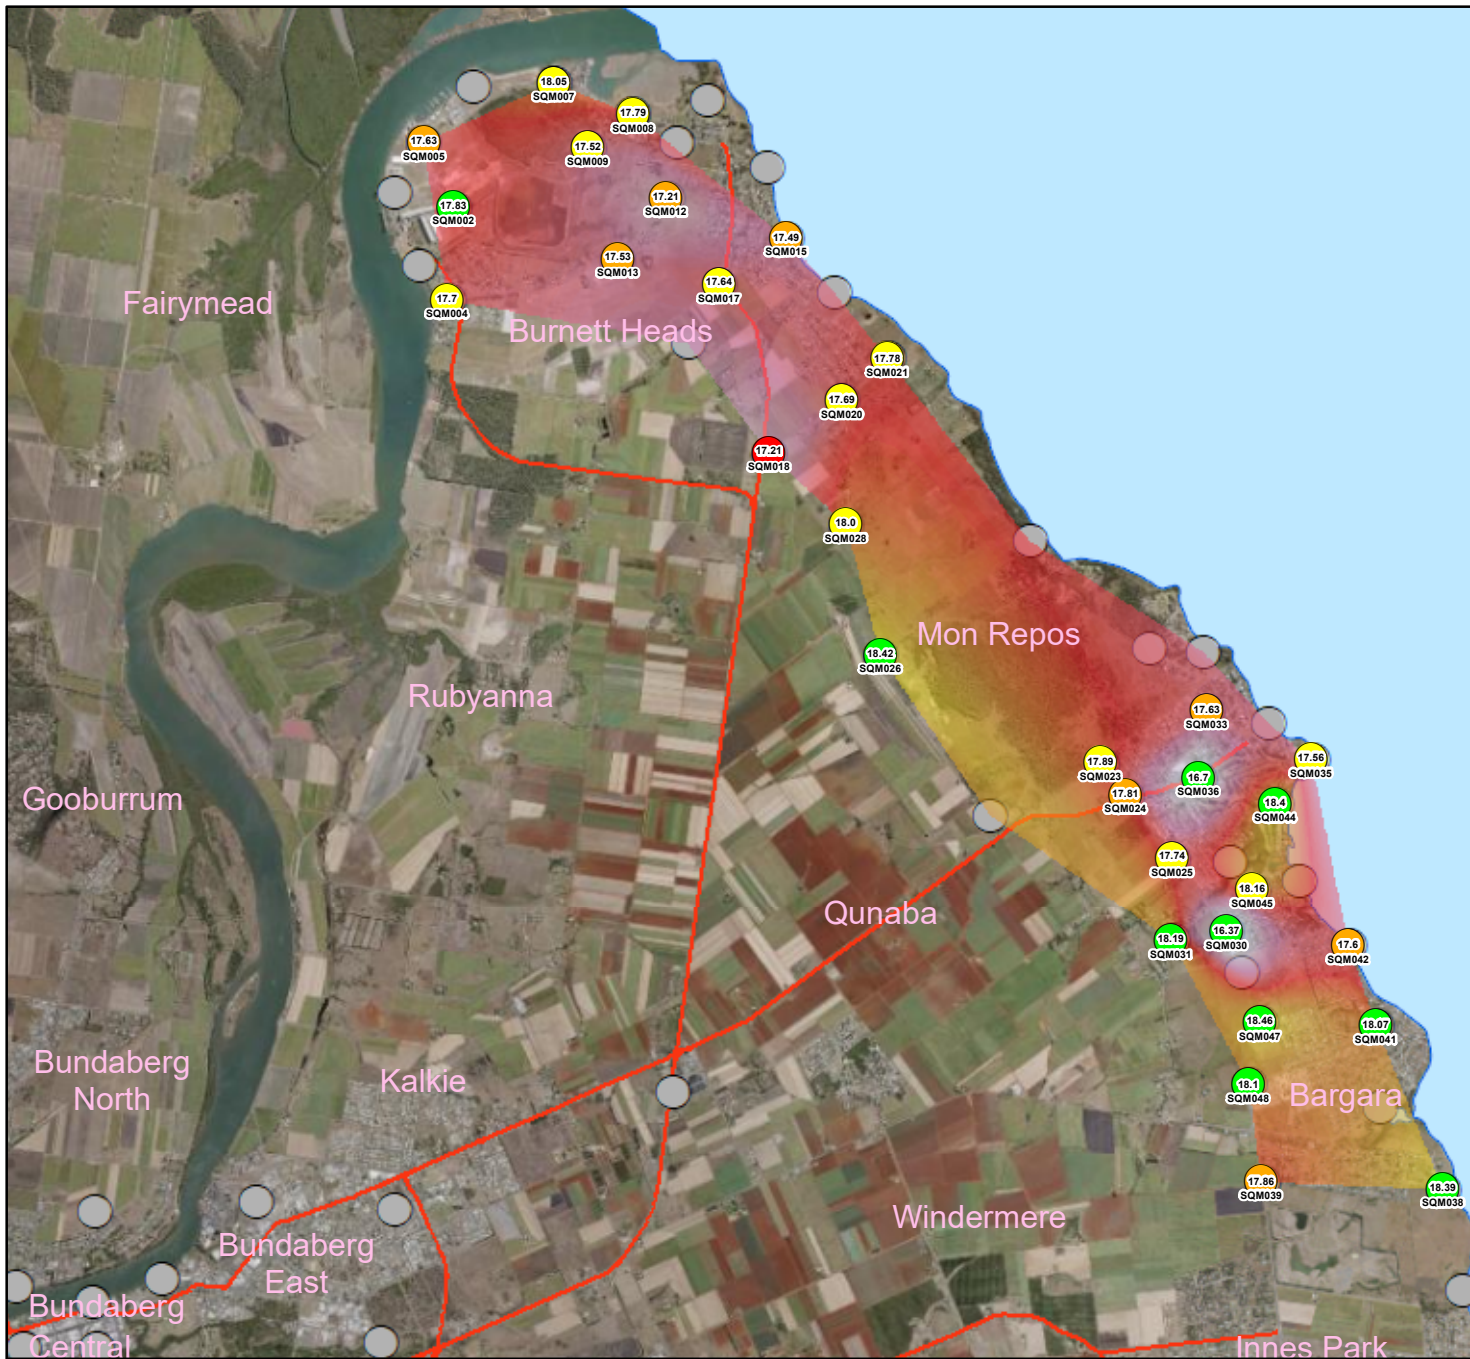 18.05
SQM007
17.79
SQM008
17.63
SQM005
17.52
SQM009
17.83
SQM002
17.21
SQM012
17.49
SQM015
17.53
SQM013
17.64
SQM017
17.7
SQM004
Fairymead
Burnett Heads
17.78
SQM021
17.69
SQM020
17.21
SQM018
18.0
SQM028
Mon Repos
18.42
SQM026
Rubyanna
17.63
SQM033
17.89
SQM023
17.81
SQM024
16.7
SQM036
17.56
SQM035
18.4
SQM044
Gooburrum
17.74
SQM025
18.16
SQM045
Qunaba
18.19
SQM031
16.37
SQM030
17.6
SQM042
18.46
SQM047
18.07
SQM041
Bundaberg
North
Kalkie
18.1
SQM048
Bargara
17.86
SQM039
18.39
SQM038
Windermere
Bundaberg
East
Bundaberg
Central
Innes Park